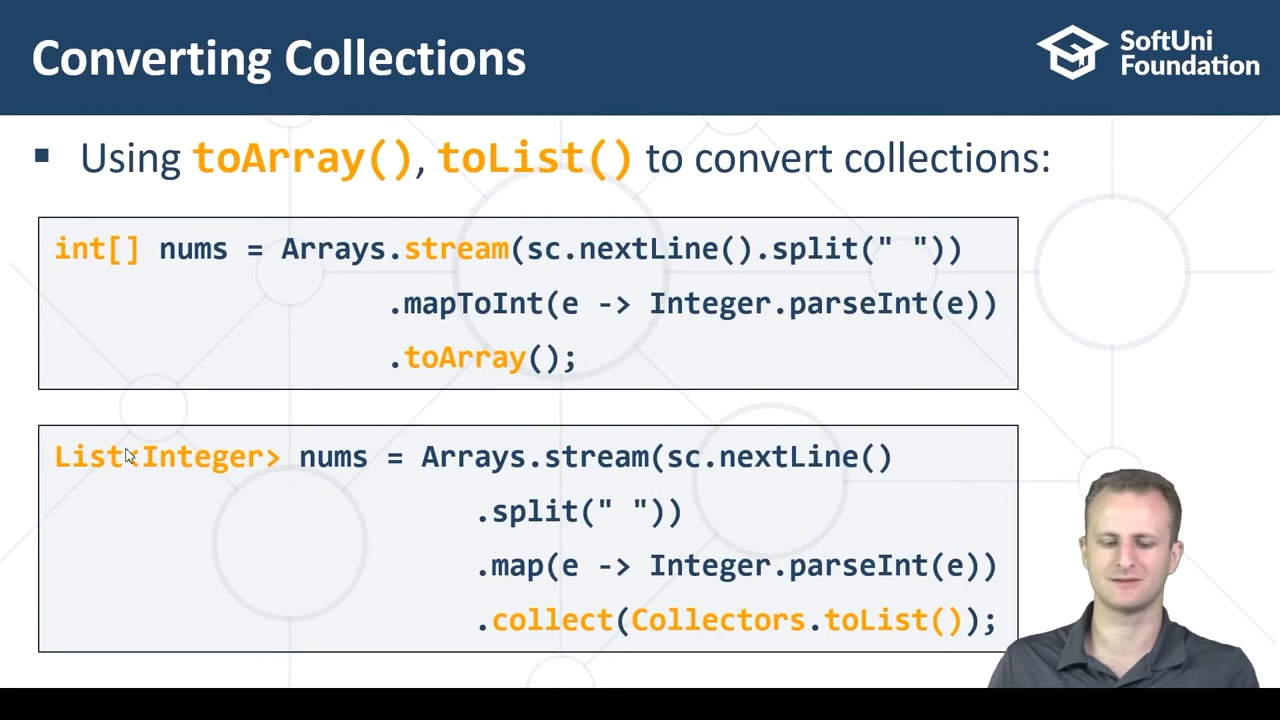 Converting Collections
SoftUni
Foundation
Using toArray(), toList() to convert collections:
int[] nums = Arrays.stream(sc.nextLine().split(" "))
.mapToInt(e -> Integer.parseInt(e))
.toArray();
List<Integer> nums = Arrays.stream(sc.nextLine()
.split(" "))
.map(e -> Integer.parseInt(e))
.collect(Collectors.toList());